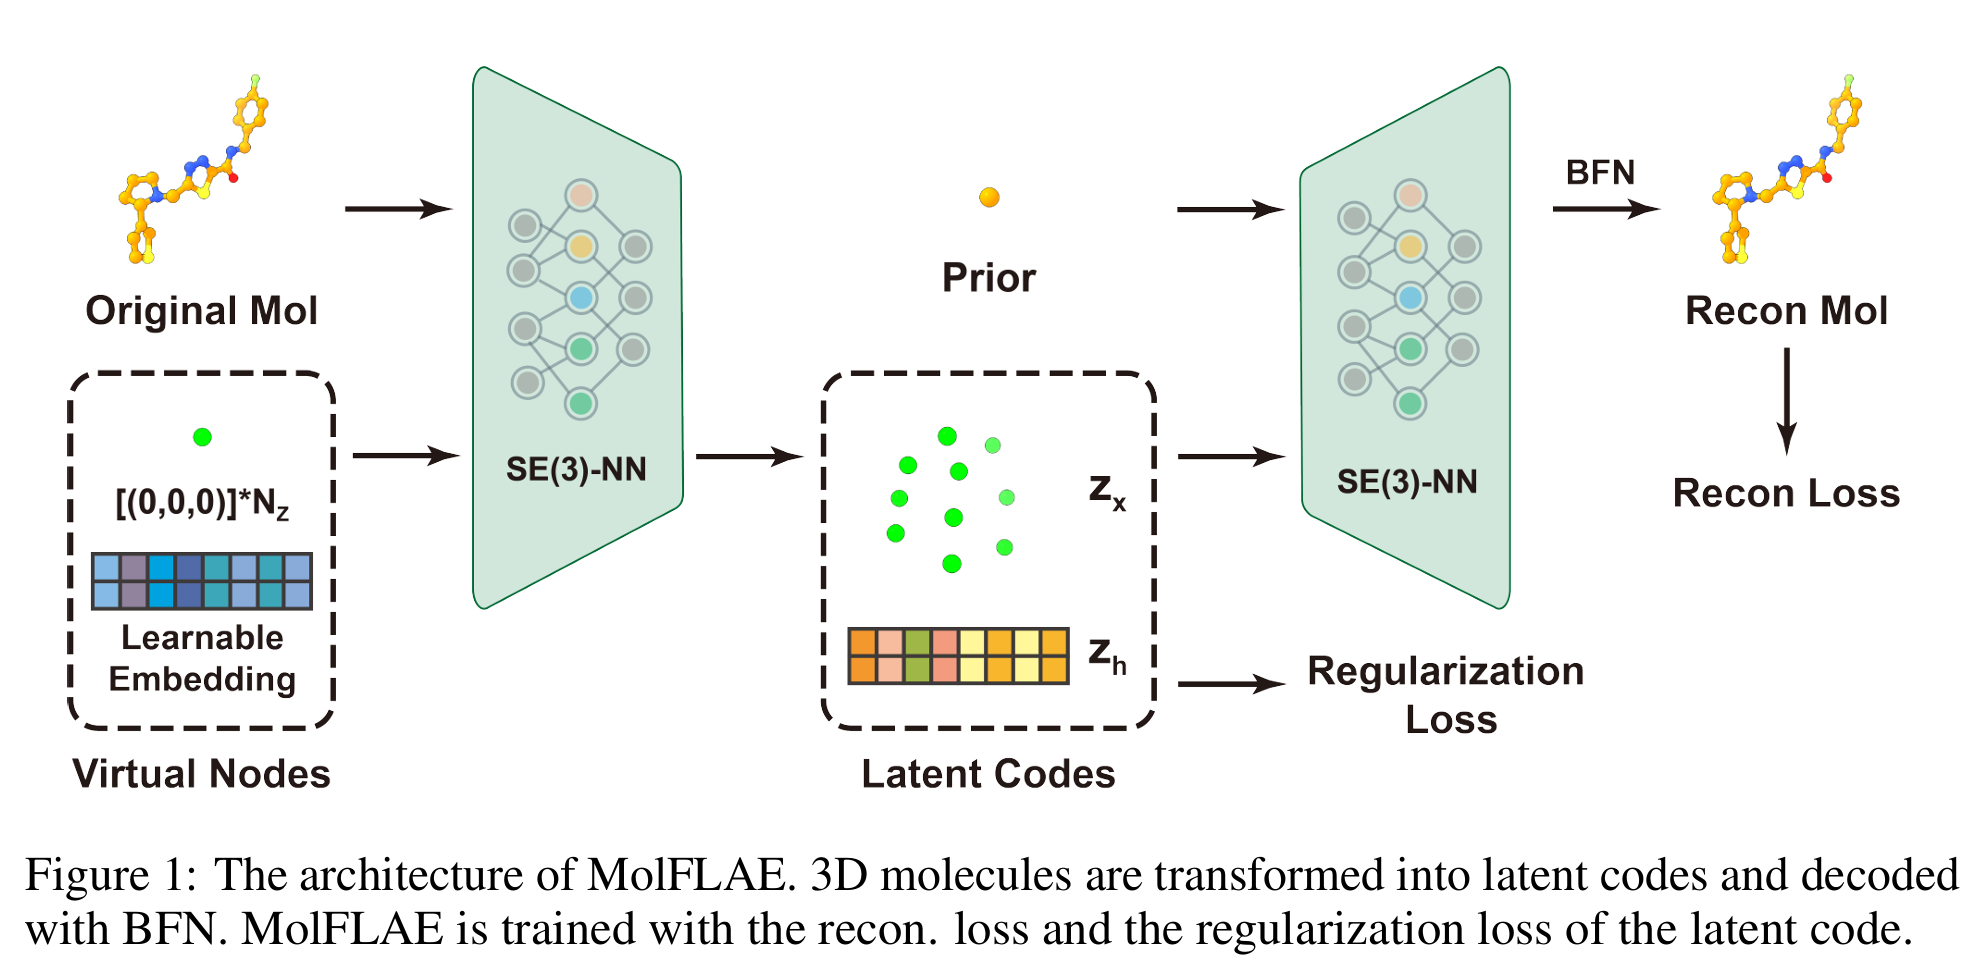 Original Mol
[(0,0,0)]*Nz
Learnable
Embedding
Virtual Nodes
SE(3)-NN
Prior
zx
zh
Latent Codes
SE(3)-NN
Regularization
Loss
BFN
Recon Mol
Recon Loss
Figure 1: The architecture of MolFLAE. 3D molecules are transformed into latent codes and decoded
with BFN. MolFLAE is trained with the recon. loss and the regularization loss of the latent code.